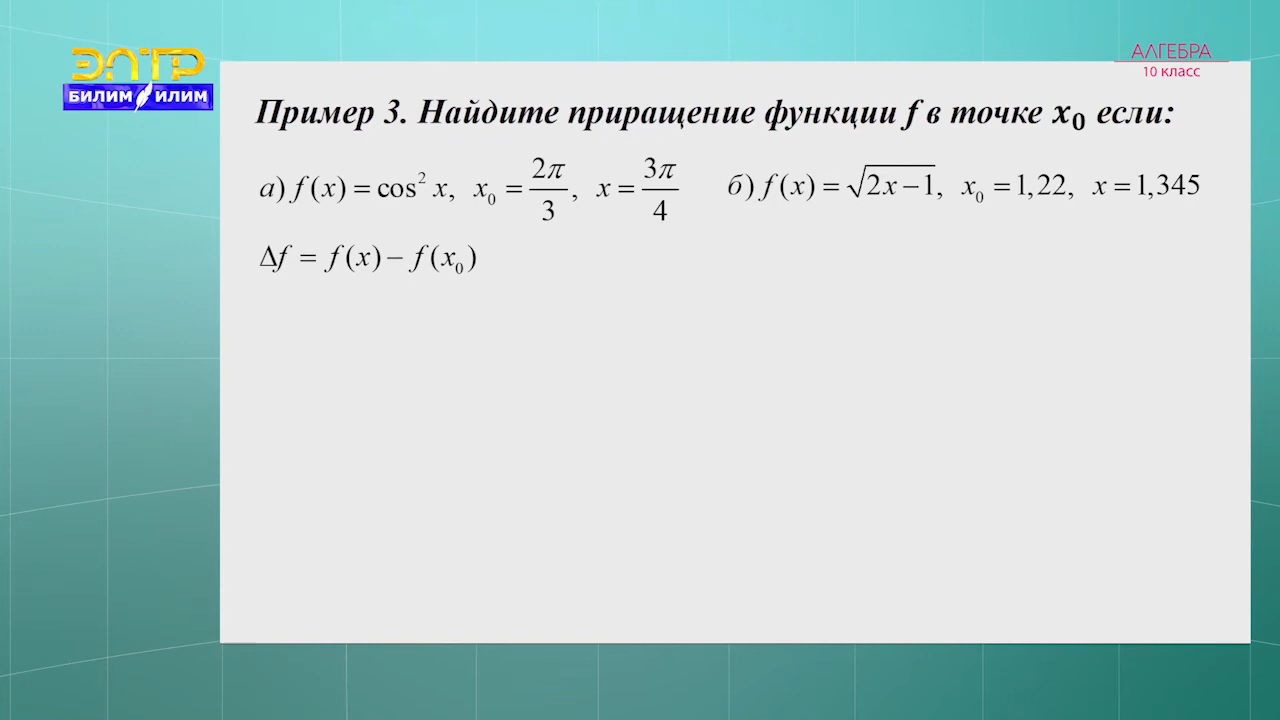 ЭЛТР
БИЛИМ ИЛИМ
АЛГЕБРА
10 класс
Пример 3. Найдите приращение функции f в точке x₀ если:
а) f(x) = cos² x, x₀ = 2π/3, x = 3π/4
б) f(x) = √(2x−1), x₀ = 1,22, x = 1,345
Δf = f(x) − f(x₀)